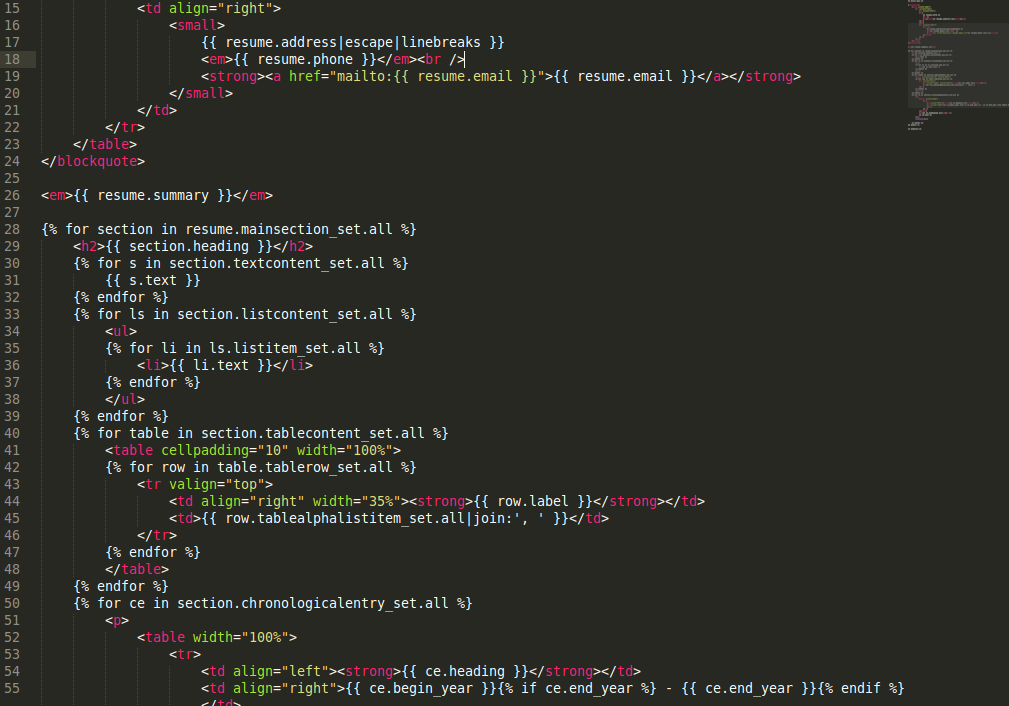 15             <td align="right">
16                 <small>
17                     {{ resume.address|escape|linebreaks }}
18                     <em>{{ resume.phone }}</em><br />
19                     <strong><a href="mailto:{{ resume.email }}">{{ resume.email }}</a></strong>
20                 </small>
21             </td>
22         </tr>
23     </table>
24 </blockquote>
25
26 <em>{{ resume.summary }}</em>
27
28 {% for section in resume.mainsection_set.all %}
29     <h2>{{ section.heading }}</h2>
30     {% for s in section.textcontent_set.all %}
31         {{ s.text }}
32     {% endfor %}
33     {% for ls in section.listcontent_set.all %}
34         <ul>
35         {% for li in ls.listitem_set.all %}
36             <li>{{ li.text }}</li>
37         {% endfor %}
38         </ul>
39     {% endfor %}
40     {% for table in section.tablecontent_set.all %}
41         <table cellpadding="10" width="100%">
42         {% for row in table.tablerow_set.all %}
43             <tr valign="top">
44                 <td align="right" width="35%"><strong>{{ row.label }}</strong></td>
45                 <td>{{ row.tablealphalistitem_set.all|join:', ' }}</td>
46             </tr>
47         {% endfor %}
48         </table>
49     {% endfor %}
50     {% for ce in section.chronologicalentry_set.all %}
51         <p>
52             <table width="100%">
53                 <tr>
54                     <td align="left"><strong>{{ ce.heading }}</strong></td>
55                     <td align="right">{{ ce.begin_year }}{% if ce.end_year %} - {{ ce.end_year }}{% endif %}
                    </td>